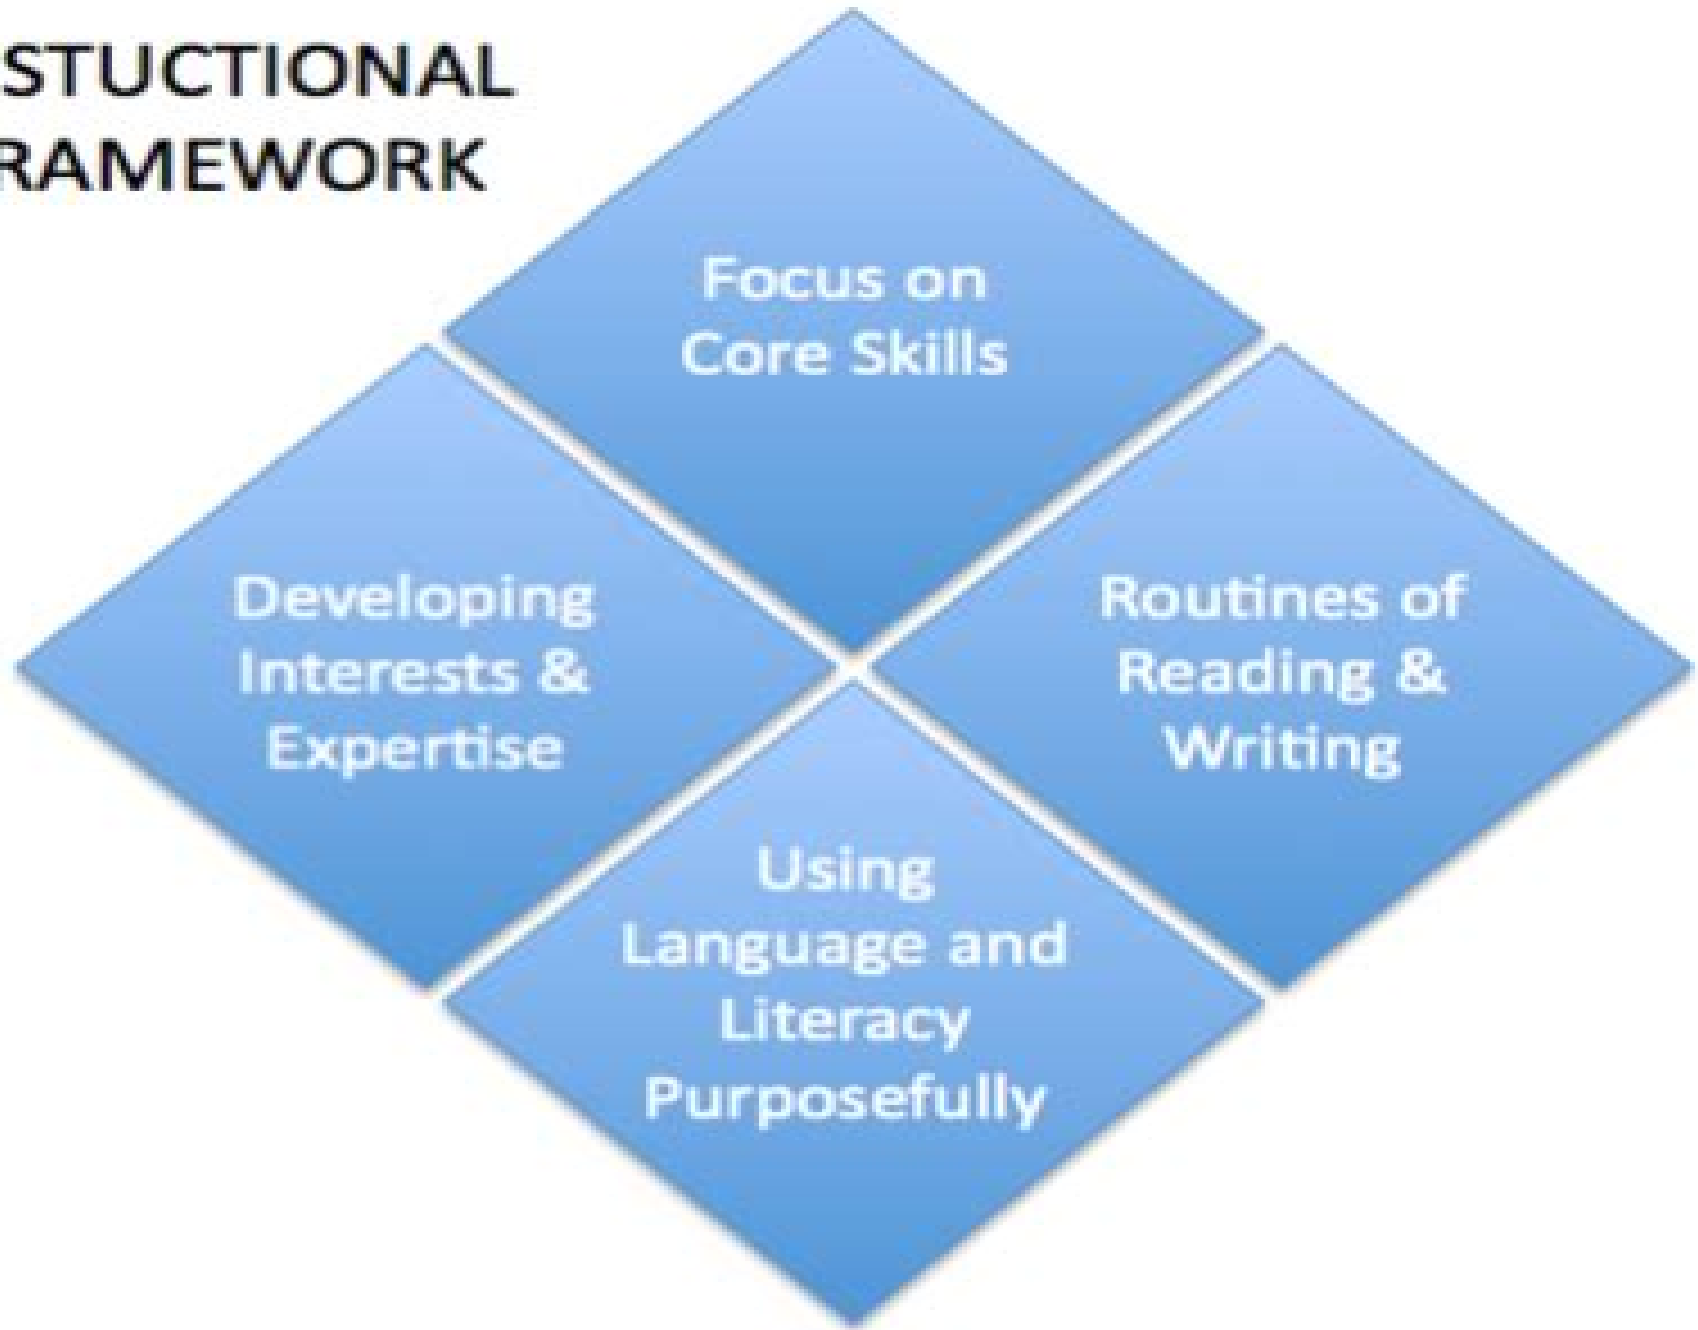 STUCTIONAL
RAMEWORK
Focus on
Core Skills
Developing
Interests &
Expertise
Routines of
Reading &
Writing
Using
Language and
Literacy
Purposefully